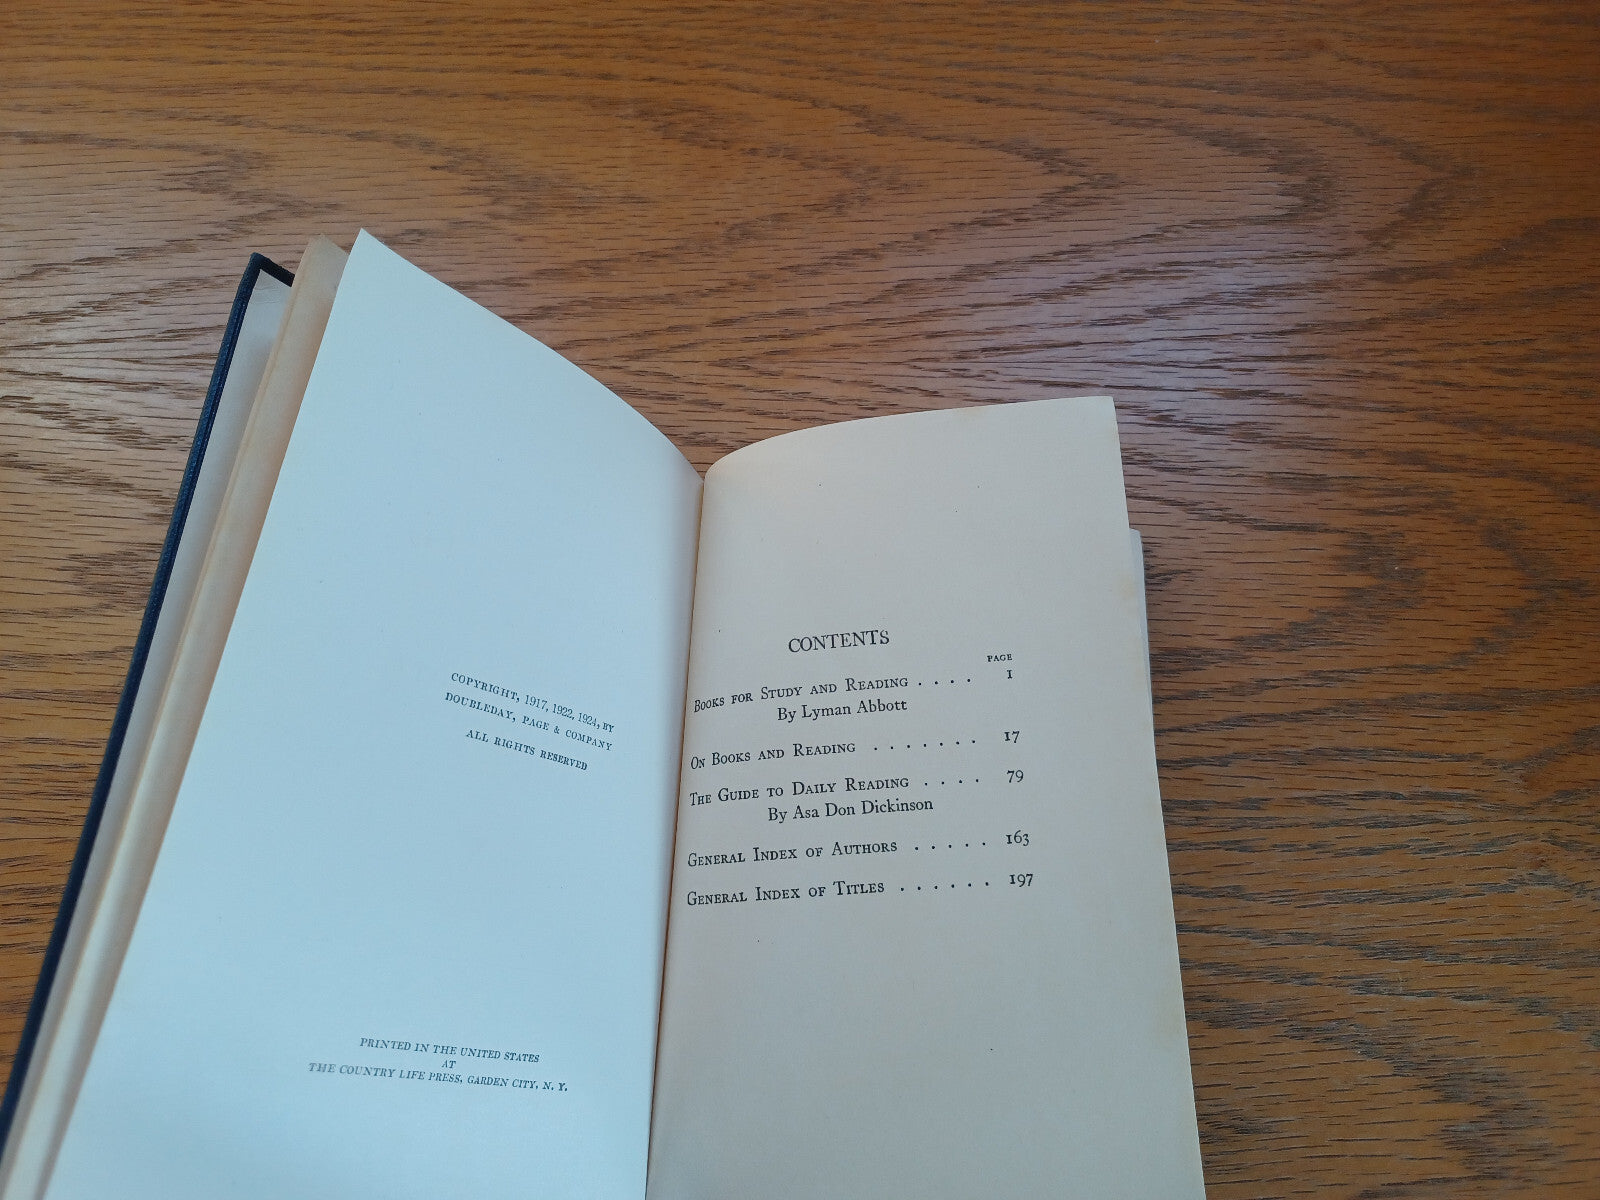 COPYRIGHT, 1917, 1922, 1924, BY
DOUBLEDAY, PAGE & COMPANY
ALL RIGHTS RESERVED
PRINTED IN THE UNITED STATES
AT
THE COUNTRY LIFE PRESS, GARDEN CITY, N. Y.
CONTENTS
PAGE
BOOKS FOR STUDY AND READING . . . . 1
By Lyman Abbott
ON BOOKS AND READING . . . . . . . 17
THE GUIDE TO DAILY READING . . . . 79
By Asa Don Dickinson
GENERAL INDEX OF AUTHORS . . . . . 163
GENERAL INDEX OF TITLES . . . . . . 197